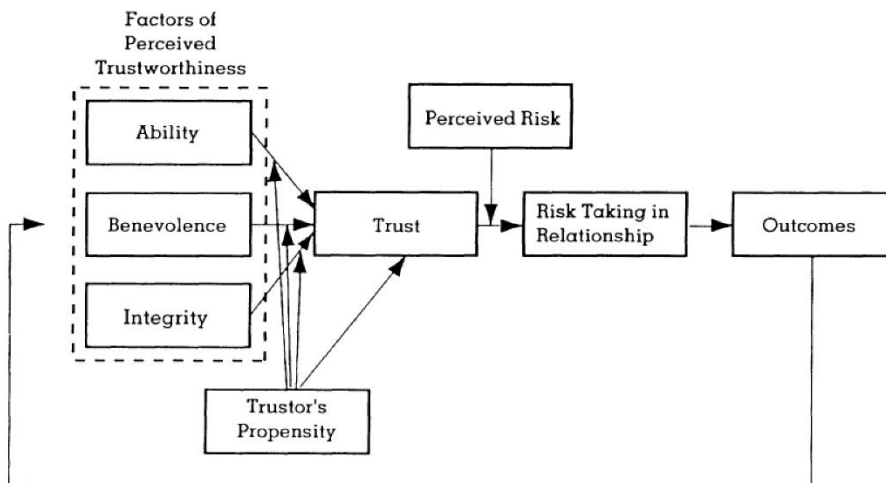 Factors of
Perceived
Trustworthiness
Ability
Benevolence
Integrity
Trustor's
Propensity
Trust
Perceived Risk
Risk Taking in
Relationship
Outcomes